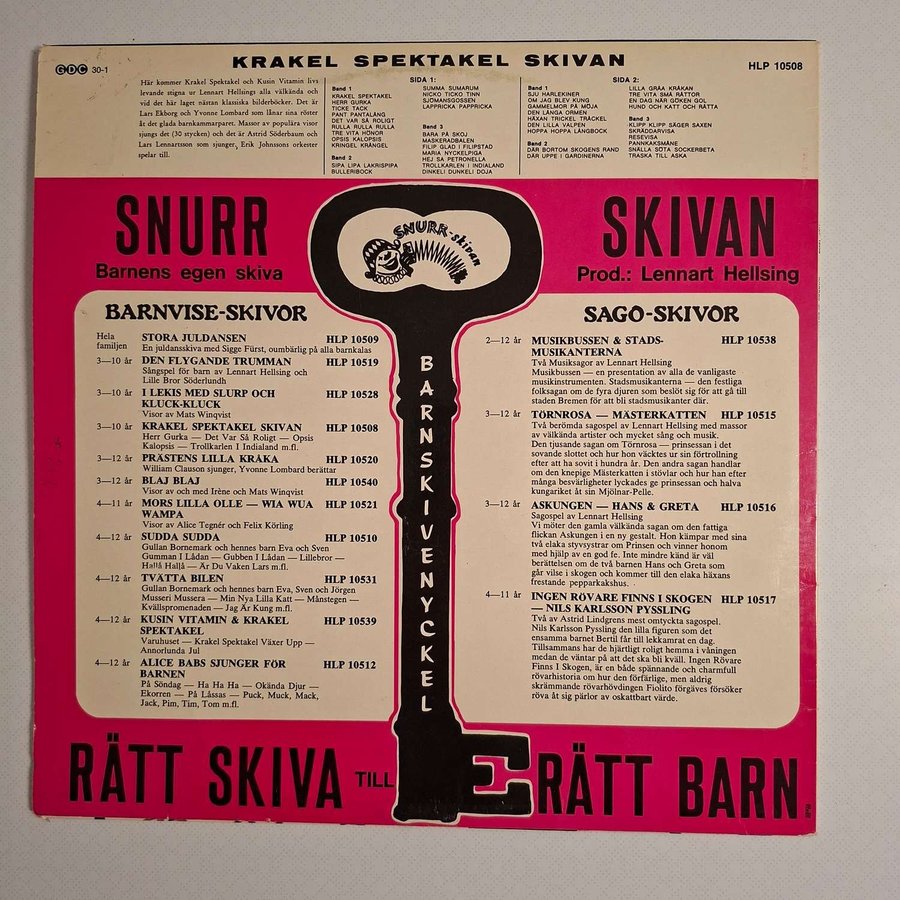 KRAKEL SPEKTAKEL SKIVAN
GDC 30-1
HLP 10508
Här kommer Krakel Spektakel och Kusin Vitamin livs
levande stigna ur Lennart Hellsings alla välkända och
vid det här laget nästan klassiska bilderböcker. Det är
Lars Ekborg och Yvonne Lombard som lånar sina röster
åt det glada barnkammarparet. Massor av populära visor
sjungs det (30 stycken) och det är Astrid Söderbaum och
Lars Lennartsson som sjunger, Erik Johnssons orkester
spelar till.
SIDA 1:
Band 1
KRAKEL SPEKTAKEL
HERR GURKA
TICKE TACK
PANT PANTALÅNG
DET VAR SÅ ROLIGT
RULLA RULLA RULLA
TRE VITA HÖNOR
OPSIS KALOPSIS
KRINGEL KRÅNGEL
Band 2
SIPA LIPA LAKRISPIPA
BULLERIBOCK
SUMMA SUMARUM
NICKO TICKO TINN
SJÖMANSGOSSEN
LAPPRICKA PAPPRICKA
Band 3
BARA PÅ SKOJ
MASKERADBALEN
FILIP GLAD I FILIPSTAD
MARIA NYCKELPIGA
HEJ SA PETRONELLA
TROLLKARLEN I INDIALAND
DINKELI DUNKELI DOJA
SIDA 2:
Band 1
SJU HARLEKINER
OM JAG BLEV KUNG
GAMMELMOR PÅ MÖJA
DEN LÅNGA ORMEN
HÄXAN TRICKEL TRÄCKEL
DEN LILLA VALPEN
HOPPA HOPPA LÅNGBOCK
Band 2
DÄR BORTOM SKOGENS RAND
DÄR UPPE I GARDINERNA
LILLA GRÅA KRÅKAN
TRE VITA SMÅ RÅTTOR
EN DAG NÄR GÖKEN GOL
HUND OCH KATT OCH RÅTTA
Band 3
KLIPP KLIPP SÄGER SAXEN
SKRÄDDARVISA
RESEVISA
PANNKAKSMÅNE
SNÄLLA SÖTA SOCKERBETA
TRASKA TILL ASKA
SNURR
Barnens egen skiva
SNURR-skivan
SKIVAN
Prod.: Lennart Hellsing
BARNSKIVENYCKEL
BARNVISE-SKIVOR
Hela familjen STORA JULDANSEN HLP 10509
En juldansskiva med Sigge Fürst, oumbärlig på alla barnkalas
3—10 år DEN FLYGANDE TRUMMAN HLP 10519
Sångspel för barn av Lennart Hellsing och
Lille Bror Söderlundh
3—10 år I LEKIS MED SLURP OCH HLP 10528
KLUCK-KLUCK
Visor av Mats Winqvist
3—10 år KRAKEL SPEKTAKEL SKIVAN HLP 10508
Herr Gurka — Det Var Så Roligt — Opsis
Kalopsis — Trollkarlen I Indialand m.fl.
3—12 år PRÄSTENS LILLA KRÅKA HLP 10520
William Clauson sjunger, Yvonne Lombard berättar
3—12 år BLAJ BLAJ HLP 10540
Visor av och med Irène och Mats Winqvist
4—11 år MORS LILLA OLLE — WIA WUA HLP 10521
WAMPA
Visor av Alice Tegnér och Felix Körling
4—12 år SUDDA SUDDA HLP 10510
Gullan Bornemark och hennes barn Eva och Sven
Gumman I Lådan — Gubben I Lådan — Lillebror —
Hallå Hallå — Är Du Vaken Lars m.fl.
4—12 år TVÄTTA BILEN HLP 10531
Gullan Bornemark och hennes barn Eva, Sven och Jörgen
Musseri Mussera — Min Nya Lilla Katt — Månstegen —
Kvällspromenaden — Jag Är Kung m.fl.
4—12 år KUSIN VITAMIN & KRAKEL HLP 10539
SPEKTAKEL
Varuhuset — Krakel Spektakel Växer Upp —
Annorlunda Jul
4—12 år ALICE BABS SJUNGER FÖR HLP 10512
BARNEN
På Söndag — Ha Ha Ha — Okända Djur —
Ekorren — På Låssas — Puck, Muck, Mack,
Jack, Pim, Tim, Tom m.fl.
SAGO-SKIVOR
2—12 år MUSIKBUSSEN & STADS- HLP 10538
MUSIKANTERNA
Två Musiksagor av Lennart Hellsing
Musikbussen — en presentation av alla de vanligaste
musikinstrumenten. Stadsmusikanterna — den festliga
folksagan om de fyra djuren som beslöt sig för att gå till
staden Bremen för att bli stadsmusikanter där.
3—12 år TÖRNROSA — MÄSTERKATTEN HLP 10515
Två berömda sagospel av Lennart Hellsing med massor
av välkända artister och mycket sång och musik.
Den tjusande sagan om Törnrosa — prinsessan i det
sovande slottet och hur hon väcktes ur sin förtrollning
efter att ha sovit i hundra år. Den andra sagan handlar
om den knepige Mästerkatten i stövlar och hur han efter
många besvärligheter lyckades ge prinsessan och halva
kungariket åt sin Mjölnar-Pelle.
3—12 år ASKUNGEN — HANS & GRETA HLP 10516
Sagospel av Lennart Hellsing
Vi möter den gamla välkända sagan om den fattiga
flickan Askungen i en ny gestalt. Hon kämpar med sina
två elaka styvsystrar om Prinsen och vinner honom
med hjälp av en god fe. Inte mindre känd är väl
berättelsen om de två barnen Hans och Greta som
går vilse i skogen och kommer till den elaka häxans
frestande pepparkakshus.
4—11 år INGEN RÖVARE FINNS I SKOGEN HLP 10517
— NILS KARLSSON PYSSLING
Två av Astrid Lindgrens mest omtyckta sagospel.
Nils Karlsson Pyssling den lilla figuren som det
ensamma barnet Bertil får till lekkamrat en dag.
Tillsammans har de hjärtligt roligt hemma i våningen
medan de väntar på att det ska bli kväll. Ingen Rövare
Finns I Skogen, är en både spännande och charmfull
rövarhistoria om hur den förfärlige, men aldrig
skrämmande rövarhövdingen Fiolito förgäves försöker
röva åt sig pärlor av oskattbart värde.
RÄTT SKIVA TILL RÄTT BARN